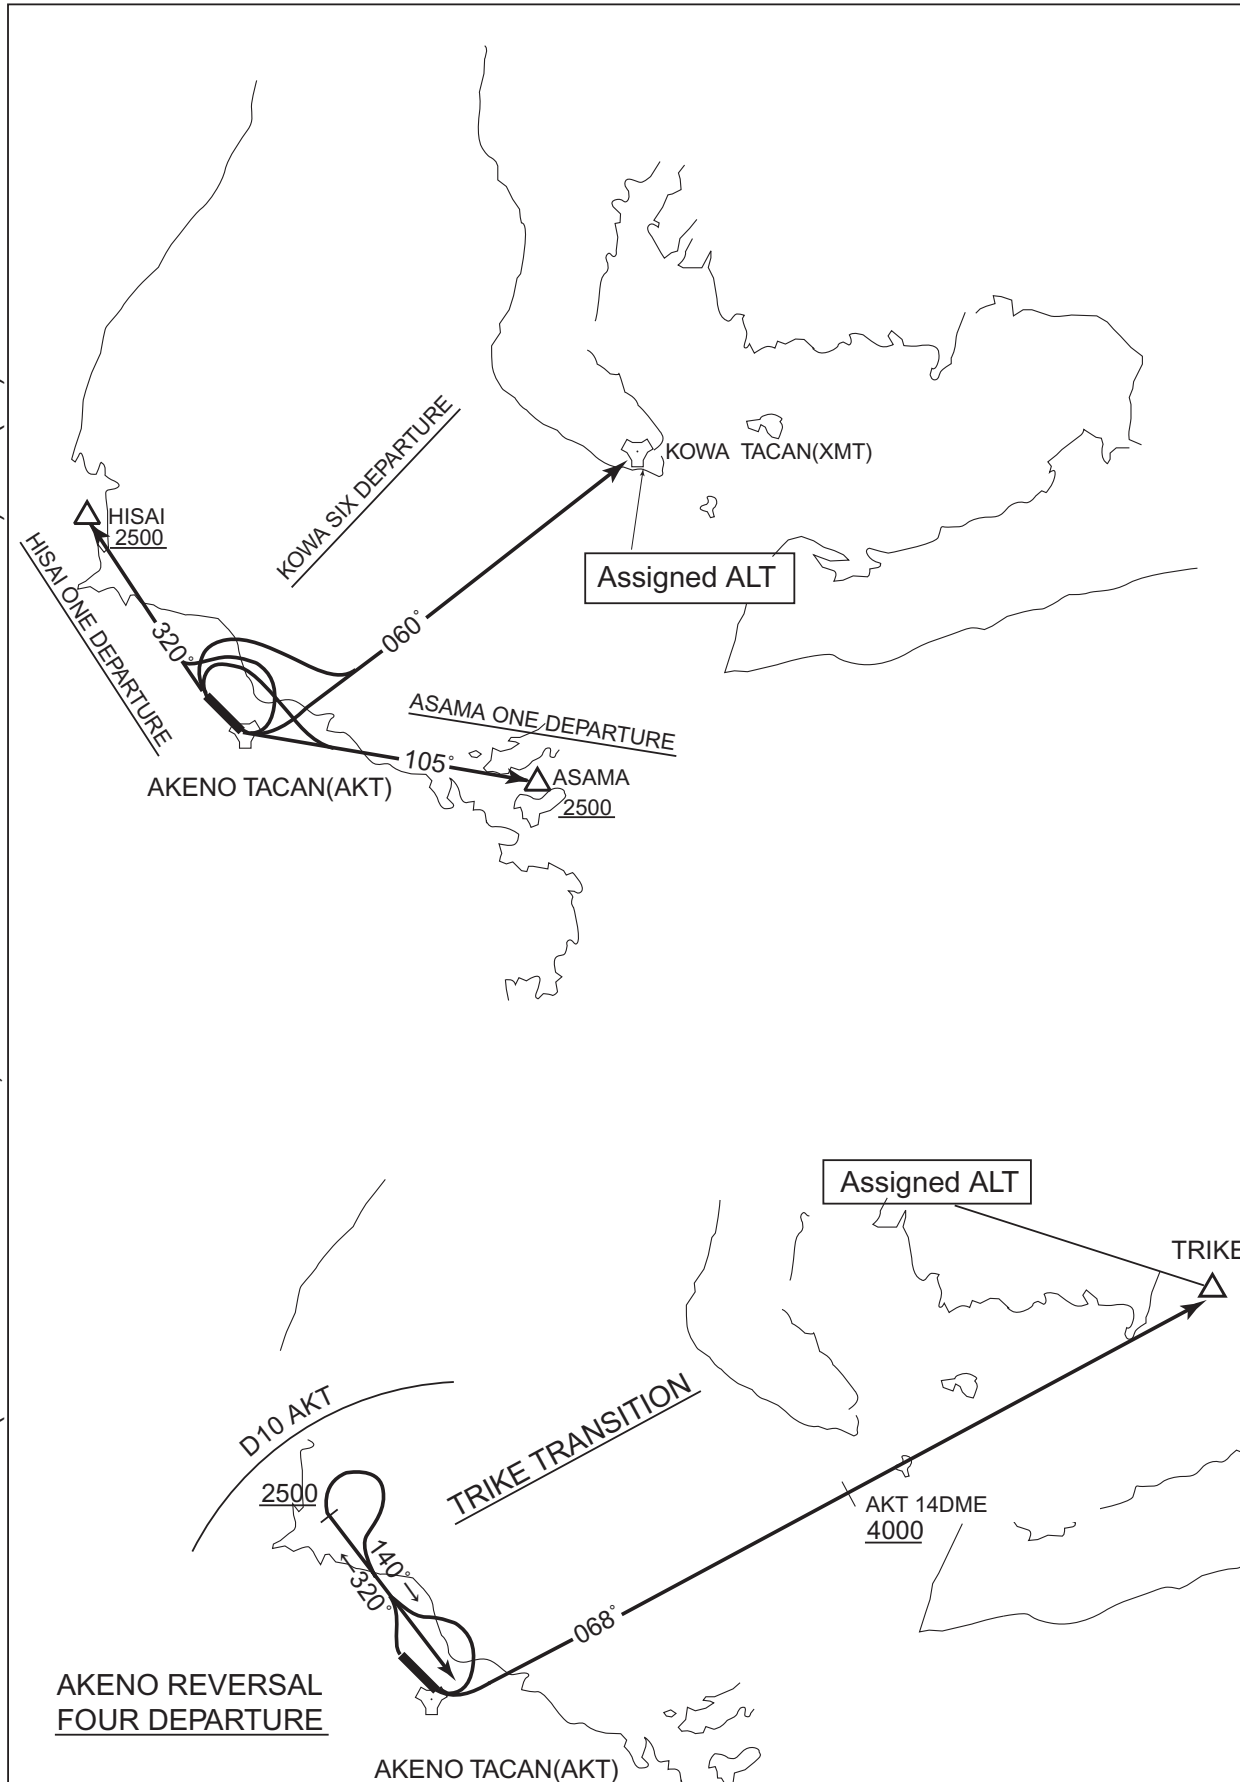 KOWA SIX DEPARTURE
KOWA TACAN(XMT)
HISAI
2500
HISAI ONE DEPARTURE
Assigned ALT
320°
060°
ASAMA ONE DEPARTURE
105°
ASAMA
2500
AKENO TACAN(AKT)
Assigned ALT
TRIKE
D10 AKT
TRIKE TRANSITION
2500
AKT 14DME
4000
140°
320°
068°
AKENO REVERSAL
FOUR DEPARTURE
AKENO TACAN(AKT)